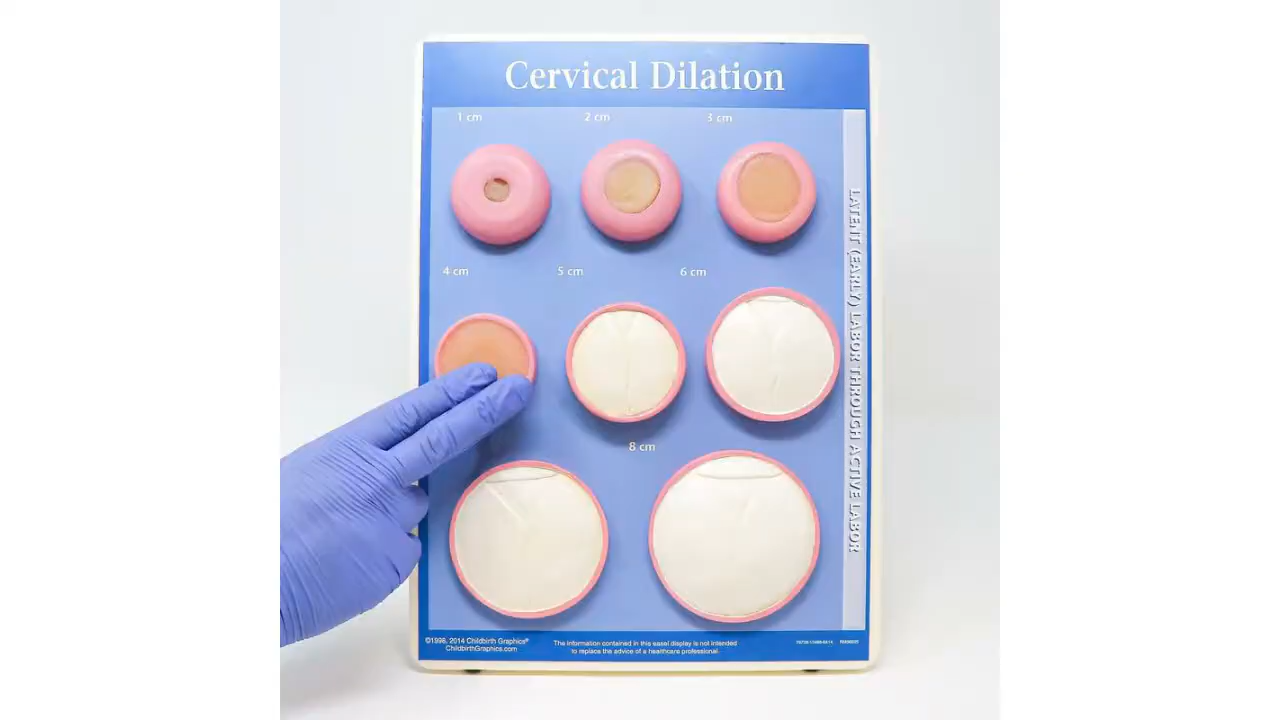 Cervical Dilation
1 cm
2 cm
3 cm
4 cm
5 cm
6 cm
8 cm
LATENT (EARLY) LABOR THROUGH ACTIVE LABOR
©1998, 2014 Childbirth Graphics®
ChildbirthGraphics.com
The information contained in this easel display is not intended
to replace the advice of a healthcare professional.